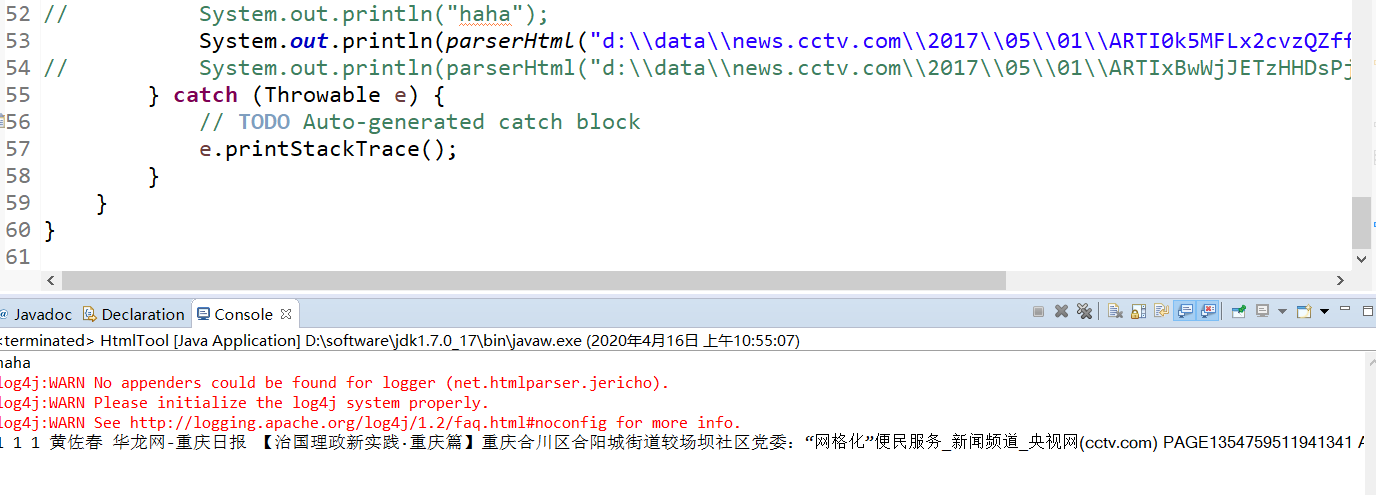 52 //          System.out.println("haha");
53             System.out.println(parserHtml("d:\\data\\news.cctv.com\\2017\\05\\01\\ARTI0k5MFLx2cvzQZff
54 //          System.out.println(parserHtml("d:\\data\\news.cctv.com\\2017\\05\\01\\ARTIxBwWjJETzHHDsPj
55         } catch (Throwable e) {
56             // TODO Auto-generated catch block
57             e.printStackTrace();
58         }
59     }
60 }
61
@ Javadoc Declaration Console
<terminated> HtmlTool [Java Application] D:\software\jdk1.7.0_17\bin\javaw.exe (2020年4月16日 上午10:55:07)
haha
log4j:WARN No appenders could be found for logger (net.htmlparser.jericho).
log4j:WARN Please initialize the log4j system properly.
log4j:WARN See http://logging.apache.org/log4j/1.2/faq.html#noconfig for more info.
1 1 1 黄佐春 华龙网-重庆日报 【治国理政新实践·重庆篇】重庆合川区合阳城街道较场坝社区党委：“网格化”便民服务_新闻频道_央视网(cctv.com) PAGE1354759511941341 A